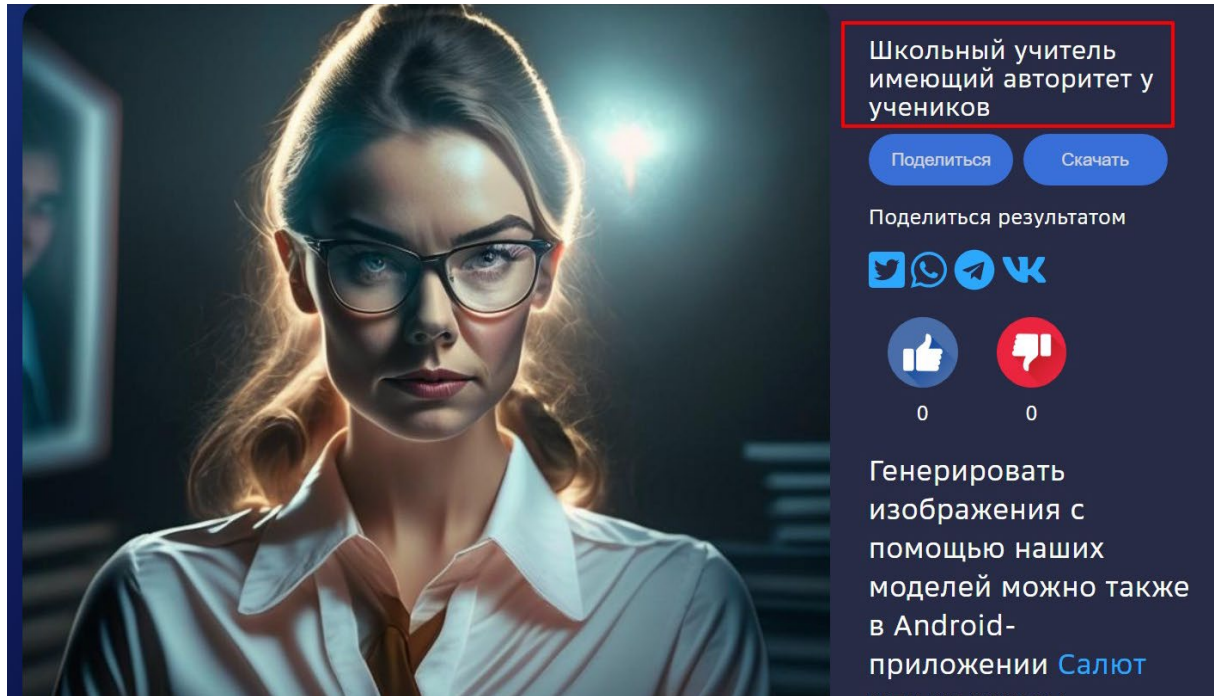 Школьный учитель
имеющий авторитет у
учеников
Поделиться
Скачать
Поделиться результатом
0
0
Генерировать
изображения с
помощью наших
моделей можно также
в Android-
приложении Салют